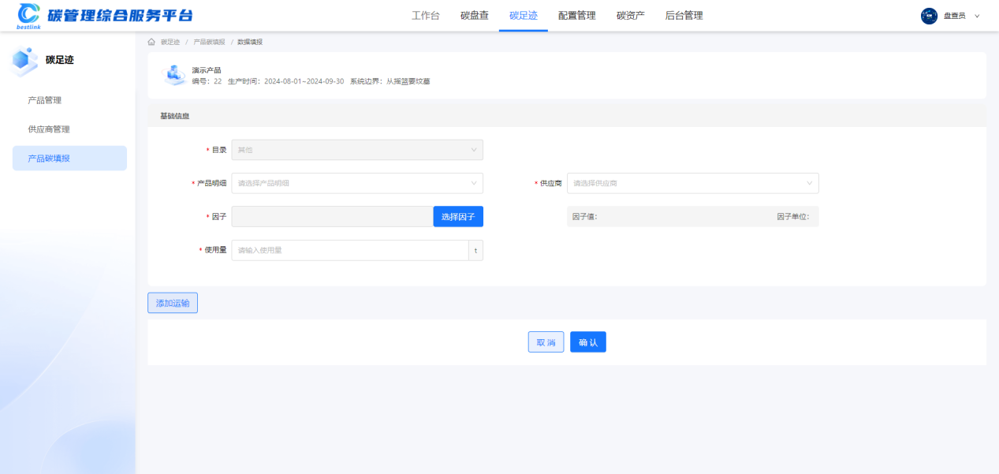 碳管理综合服务平台
bestlink
工作台 碳盘查 碳足迹 配置管理 碳资产 后台管理
盘查员
碳足迹
产品管理
供应商管理
产品碳填报
碳足迹 / 产品碳填报 / 数据填报
演示产品
编号：22 生产时间：2024-08-01~2024-09-30 系统边界：从摇篮要坟墓
基础信息
* 目录 其他
* 产品明细 请选择产品明细 * 供应商 请选择供应商
* 因子 选择因子 因子值： 因子单位：
* 使用量 请输入使用量 t
添加运输
取 消 确 认